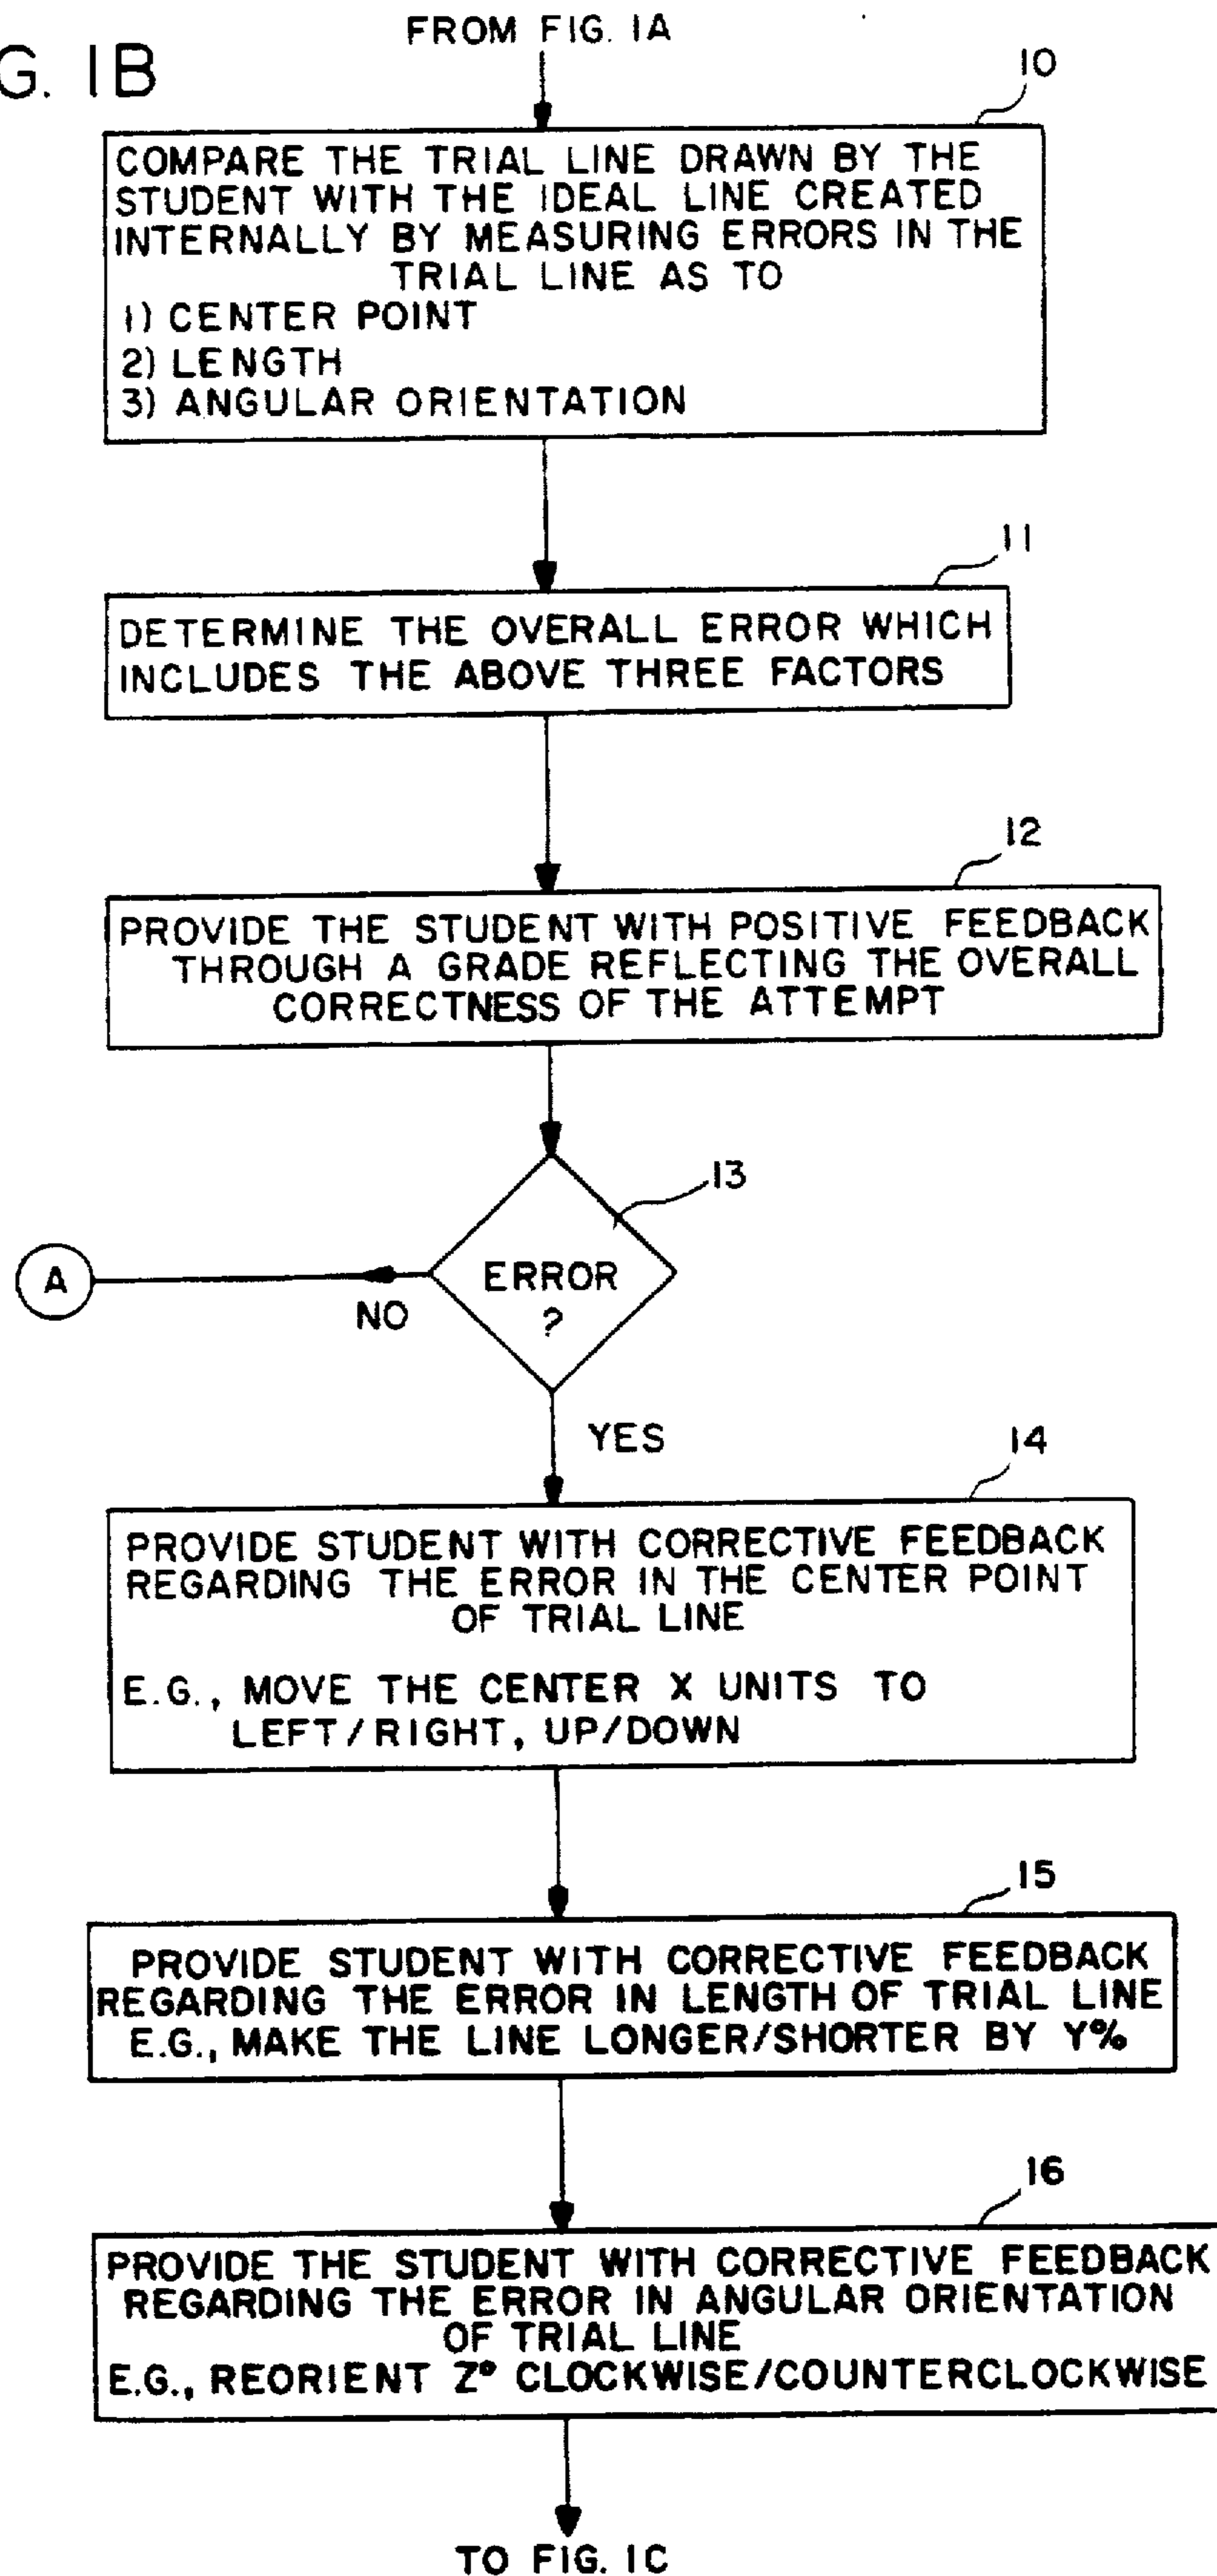 FROM FIG. 1A
G. 1B
10
COMPARE THE TRIAL LINE DRAWN BY THE
STUDENT WITH THE IDEAL LINE CREATED
INTERNALLY BY MEASURING ERRORS IN THE
TRIAL LINE AS TO
1) CENTER POINT
2) LENGTH
3) ANGULAR ORIENTATION
11
DETERMINE THE OVERALL ERROR WHICH
INCLUDES THE ABOVE THREE FACTORS
12
PROVIDE THE STUDENT WITH POSITIVE FEEDBACK
THROUGH A GRADE REFLECTING THE OVERALL
CORRECTNESS OF THE ATTEMPT
13
ERROR
?
A
NO
YES
14
PROVIDE STUDENT WITH CORRECTIVE FEEDBACK
REGARDING THE ERROR IN THE CENTER POINT
OF TRIAL LINE
E.G., MOVE THE CENTER X UNITS TO
LEFT/RIGHT, UP/DOWN
15
PROVIDE STUDENT WITH CORRECTIVE FEEDBACK
REGARDING THE ERROR IN LENGTH OF TRIAL LINE
E.G., MAKE THE LINE LONGER/SHORTER BY Y%
16
PROVIDE THE STUDENT WITH CORRECTIVE FEEDBACK
REGARDING THE ERROR IN ANGULAR ORIENTATION
OF TRIAL LINE
E.G., REORIENT Z° CLOCKWISE/COUNTERCLOCKWISE
TO FIG. 1C